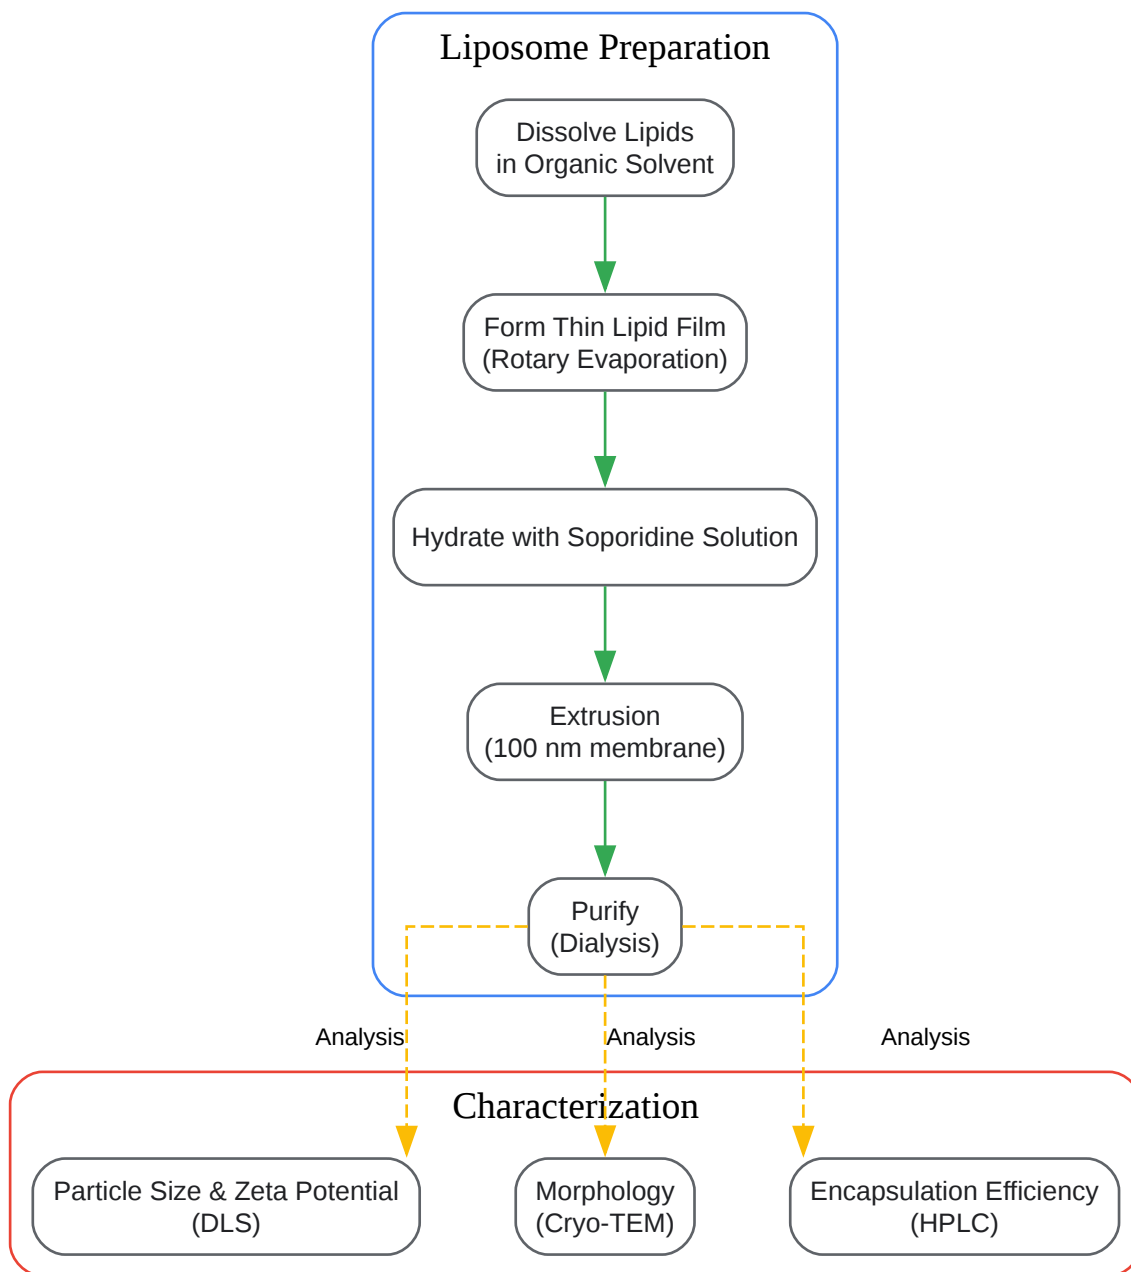 Liposome Preparation
Dissolve Lipids
in Organic Solvent
Form Thin Lipid Film
(Rotary Evaporation)
Hydrate with Soporidine Solution
Extrusion
(100 nm membrane)
Purify
(Dialysis)
Analysis
Analysis
Analysis
Characterization
Particle Size & Zeta Potential
(DLS)
Morphology
(Cryo-TEM)
Encapsulation Efficiency
(HPLC)